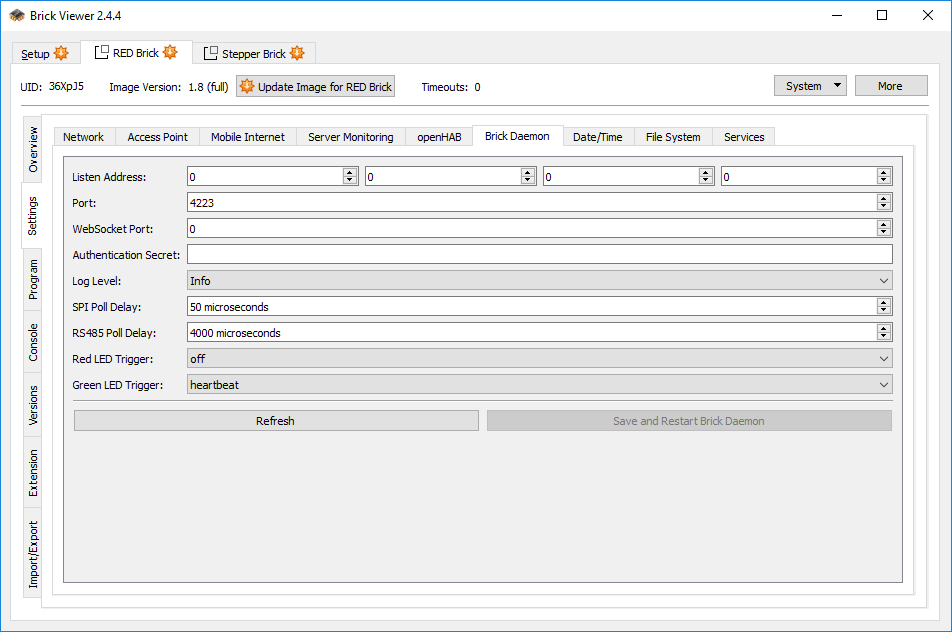 Brick Viewer 2.4.4
Setup RED Brick Stepper Brick
UID: 36XpJ5 Image Version: 1.8 (full) Update Image for RED Brick Timeouts: 0 System More
Overview
Settings
Program
Console
Versions
Extension
Import/Export
Network Access Point Mobile Internet Server Monitoring openHAB Brick Daemon Date/Time File System Services
Listen Address: 0 0 0 0
Port: 4223
WebSocket Port: 0
Authentication Secret:
Log Level: Info
SPI Poll Delay: 50 microseconds
RS485 Poll Delay: 4000 microseconds
Red LED Trigger: off
Green LED Trigger: heartbeat
Refresh Save and Restart Brick Daemon